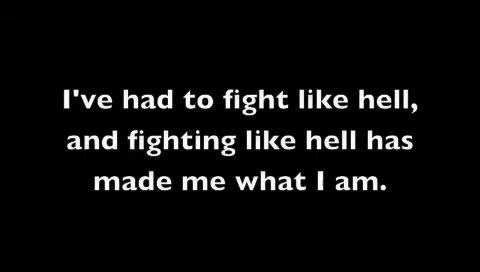 I've had to fight like hell,
and fighting like hell has
made me what I am.